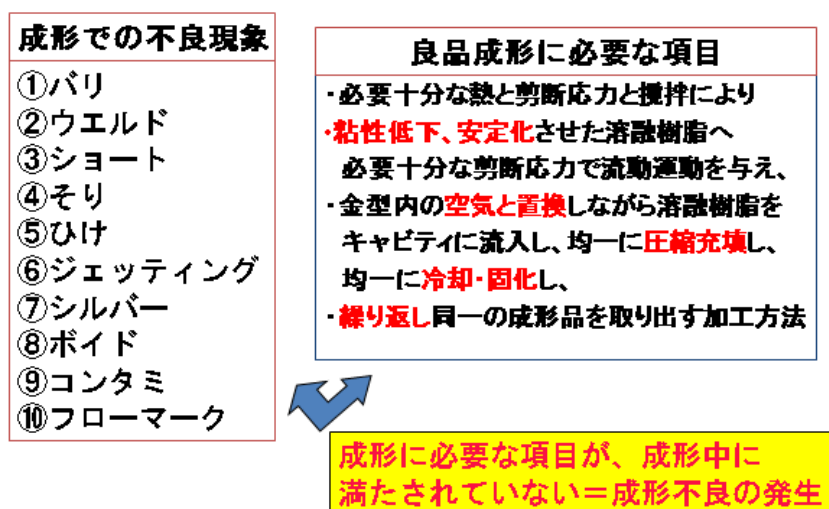 成形での不良現象
①バリ
②ウエルド
③ショート
④そり
⑤ひけ
⑥ジェッティング
⑦シルバー
⑧ボイド
⑨コンタミ
⑩フローマーク
良品成形に必要な項目
・必要十分な熱と剪断応力と攪拌により
・粘性低下、安定化させた溶融樹脂へ
必要十分な剪断応力で流動運動を与え、
・金型内の空気と置換しながら溶融樹脂を
キャビティに流入し、均一に圧縮充填し、
均一に冷却・固化し、
・繰り返し同一の成形品を取り出す加工方法
成形に必要な項目が、成形中に
満たされていない＝成形不良の発生